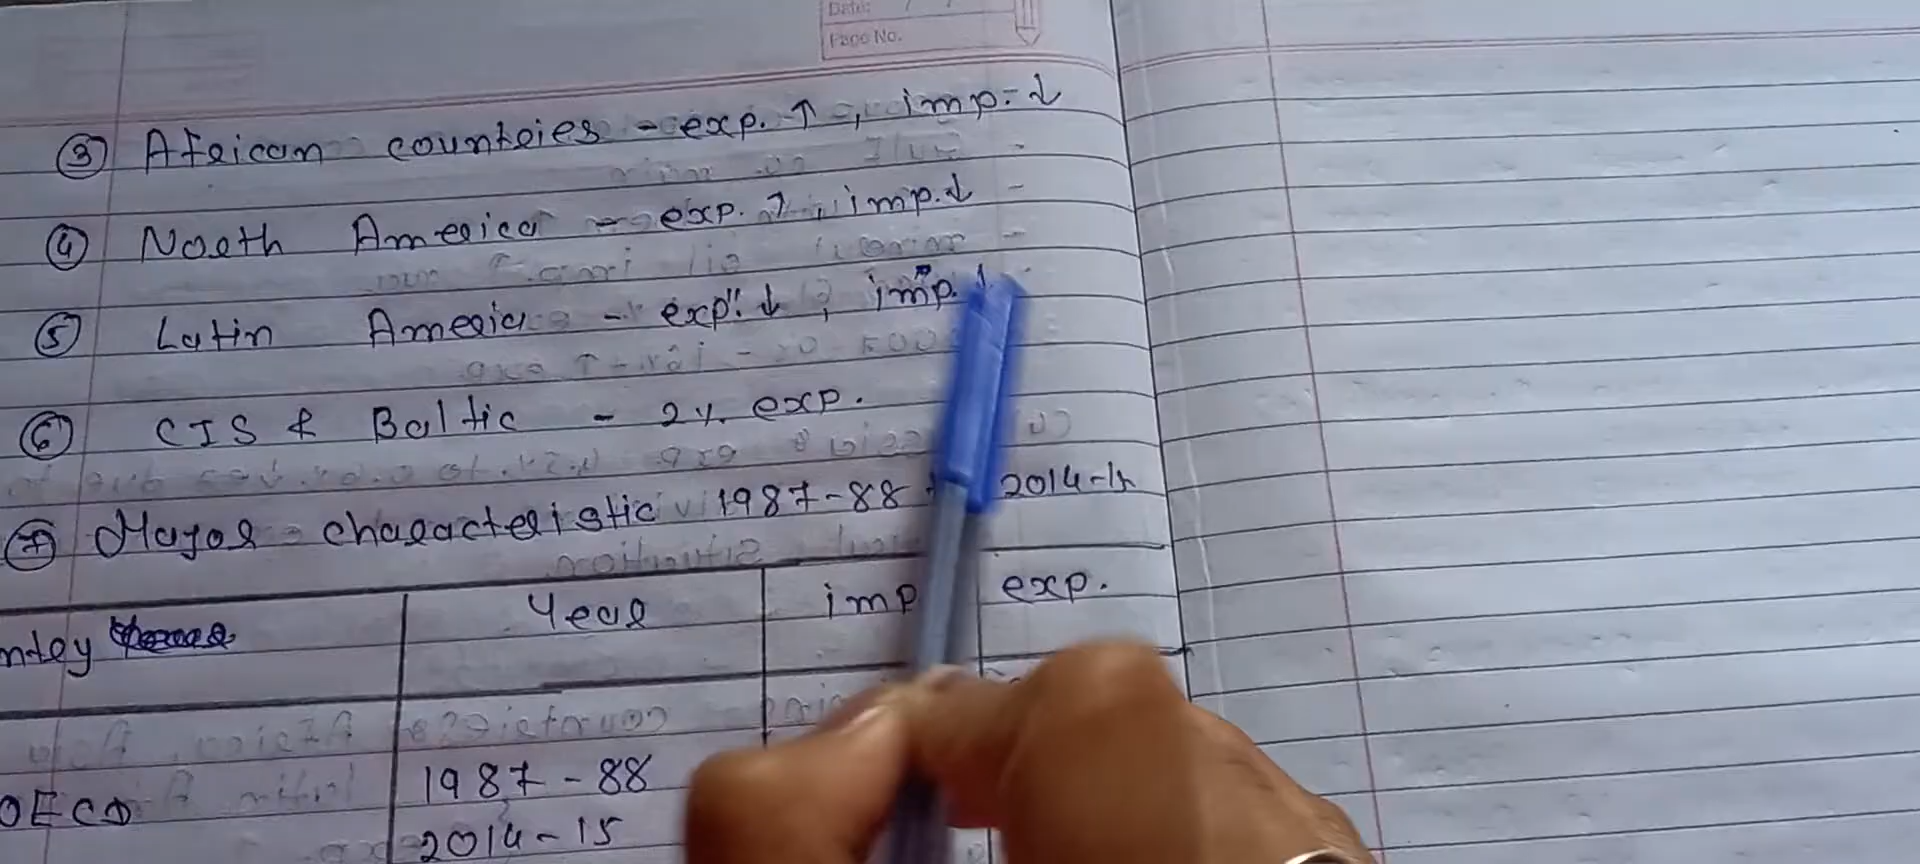 Date:
Page No.
③ African countries - exp. ↑, imp. ↓
④ North America - exp. ↑, imp. ↓
⑤ Latin America - exp. ↓, imp.
⑥ CIS & Baltic - 2% exp.
⑦ Major characteristic 1987-88 2014-15
ntry Year imp exp.
OECD 1987-88
2014-15